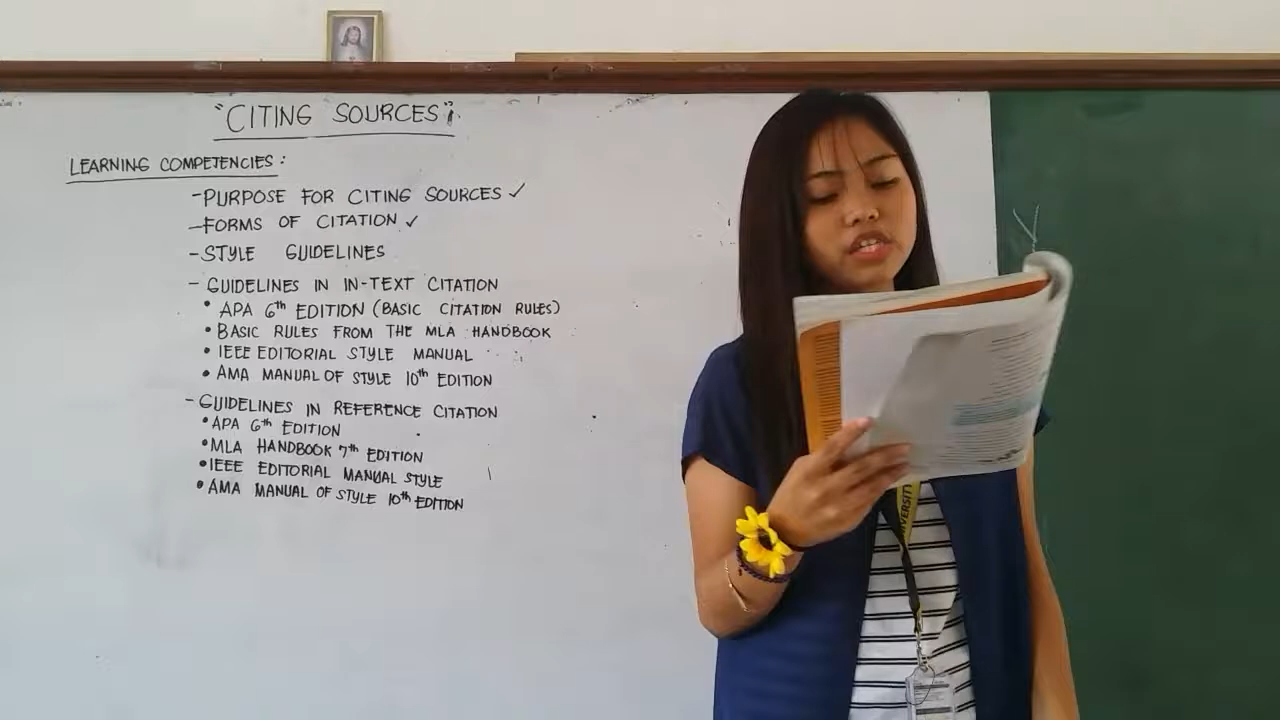 "CITING SOURCES";
LEARNING COMPETENCIES:
- PURPOSE FOR CITING SOURCES ✓
- FORMS OF CITATION ✓
- STYLE GUIDELINES
- GUIDELINES IN IN-TEXT CITATION
• APA 6th EDITION (BASIC CITATION RULES)
• BASIC RULES FROM THE MLA HANDBOOK
• IEEE EDITORIAL STYLE MANUAL
• AMA MANUAL OF STYLE 10th EDITION
- GUIDELINES IN REFERENCE CITATION
• APA 6th EDITION
• MLA HANDBOOK 7th EDITION
• IEEE EDITORIAL MANUAL STYLE
• AMA MANUAL OF STYLE 10th EDITION